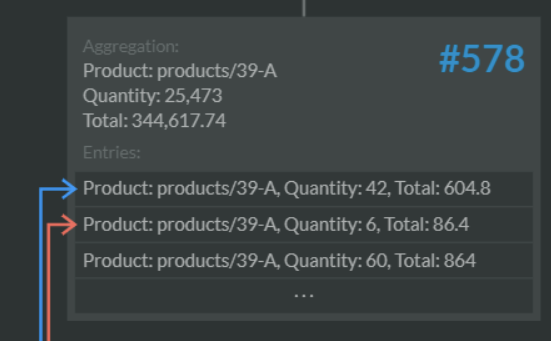 Aggregation:
#578
Product: products/39-A
Quantity: 25,473
Total: 344,617.74
Entries:
Product: products/39-A, Quantity: 42, Total: 604.8
Product: products/39-A, Quantity: 6, Total: 86.4
Product: products/39-A, Quantity: 60, Total: 864
...